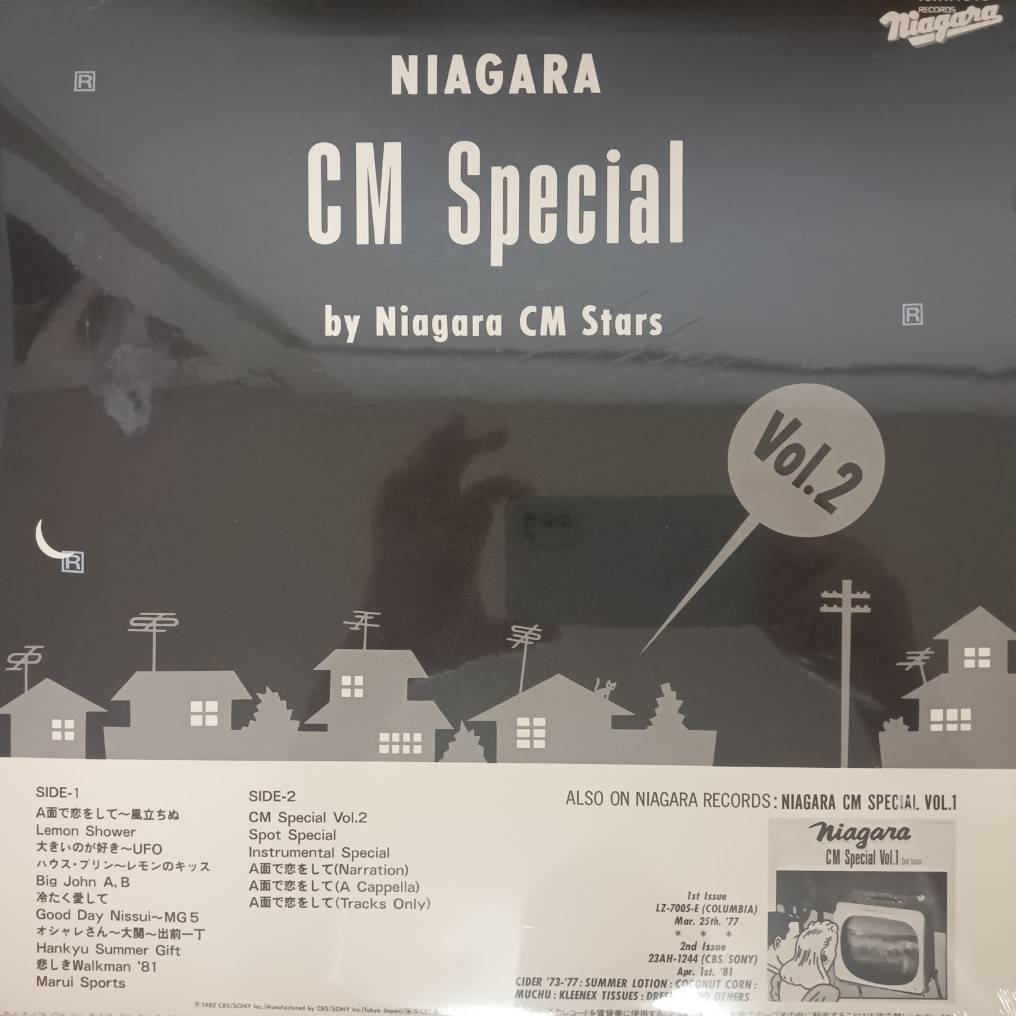 RECORDS
Niagara
NIAGARA
R
CM Special
by Niagara CM Stars
R
Vol.2
R
SIDE-1
A面で恋をして〜風立ちぬ
Lemon Shower
大きいのが好き〜UFO
ハウス・プリン〜レモンのキッス
Big John A, B
冷たく愛して
Good Day Nissui〜MG5
オシャレさん〜大関〜出前一丁
Hankyu Summer Gift
悲しきWalkman '81
Marui Sports
SIDE-2
CM Special Vol.2
Spot Special
Instrumental Special
A面で恋をして(Narration)
A面で恋をして(A Cappella)
A面で恋をして(Tracks Only)
ALSO ON NIAGARA RECORDS: NIAGARA CM SPECIAL VOL.1
Niagara
CM Special Vol.1 2nd Issue
1st Issue
LZ-7005-E (COLUMBIA)
Mar. 25th. '77
* * *
2nd Issue
23AH-1244 (CBS/SONY)
Apr. 1st. '81
CIDER '73-'77: SUMMER LOTION: COCONUT CORN:
MUCHU: KLEENEX TISSUES: OTHERS
℗1982 CBS/SONY Inc./Manufactured by CBS/SONY Inc. (Tokyo Japan)